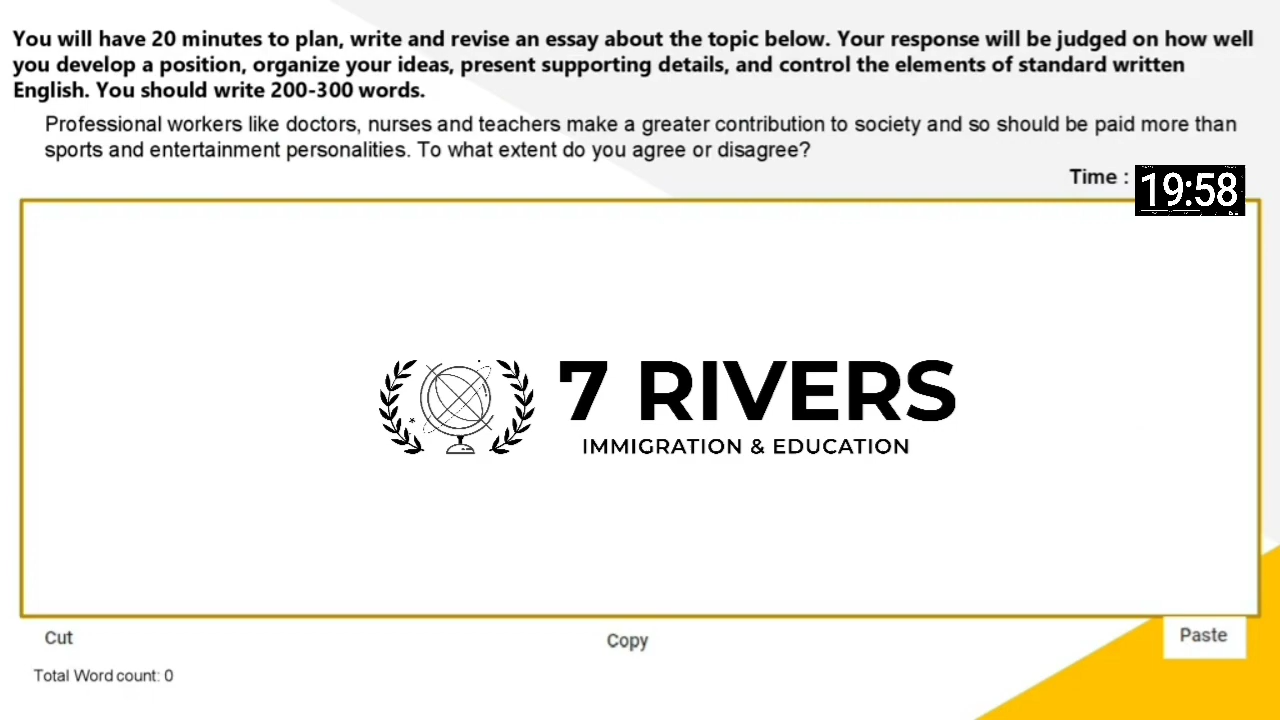 You will have 20 minutes to plan, write and revise an essay about the topic below. Your response will be judged on how well
you develop a position, organize your ideas, present supporting details, and control the elements of standard written
English. You should write 200-300 words.
Professional workers like doctors, nurses and teachers make a greater contribution to society and so should be paid more than
sports and entertainment personalities. To what extent do you agree or disagree?
Time : 19:58
7 RIVERS
IMMIGRATION & EDUCATION
Cut
Copy
Paste
Total Word count: 0